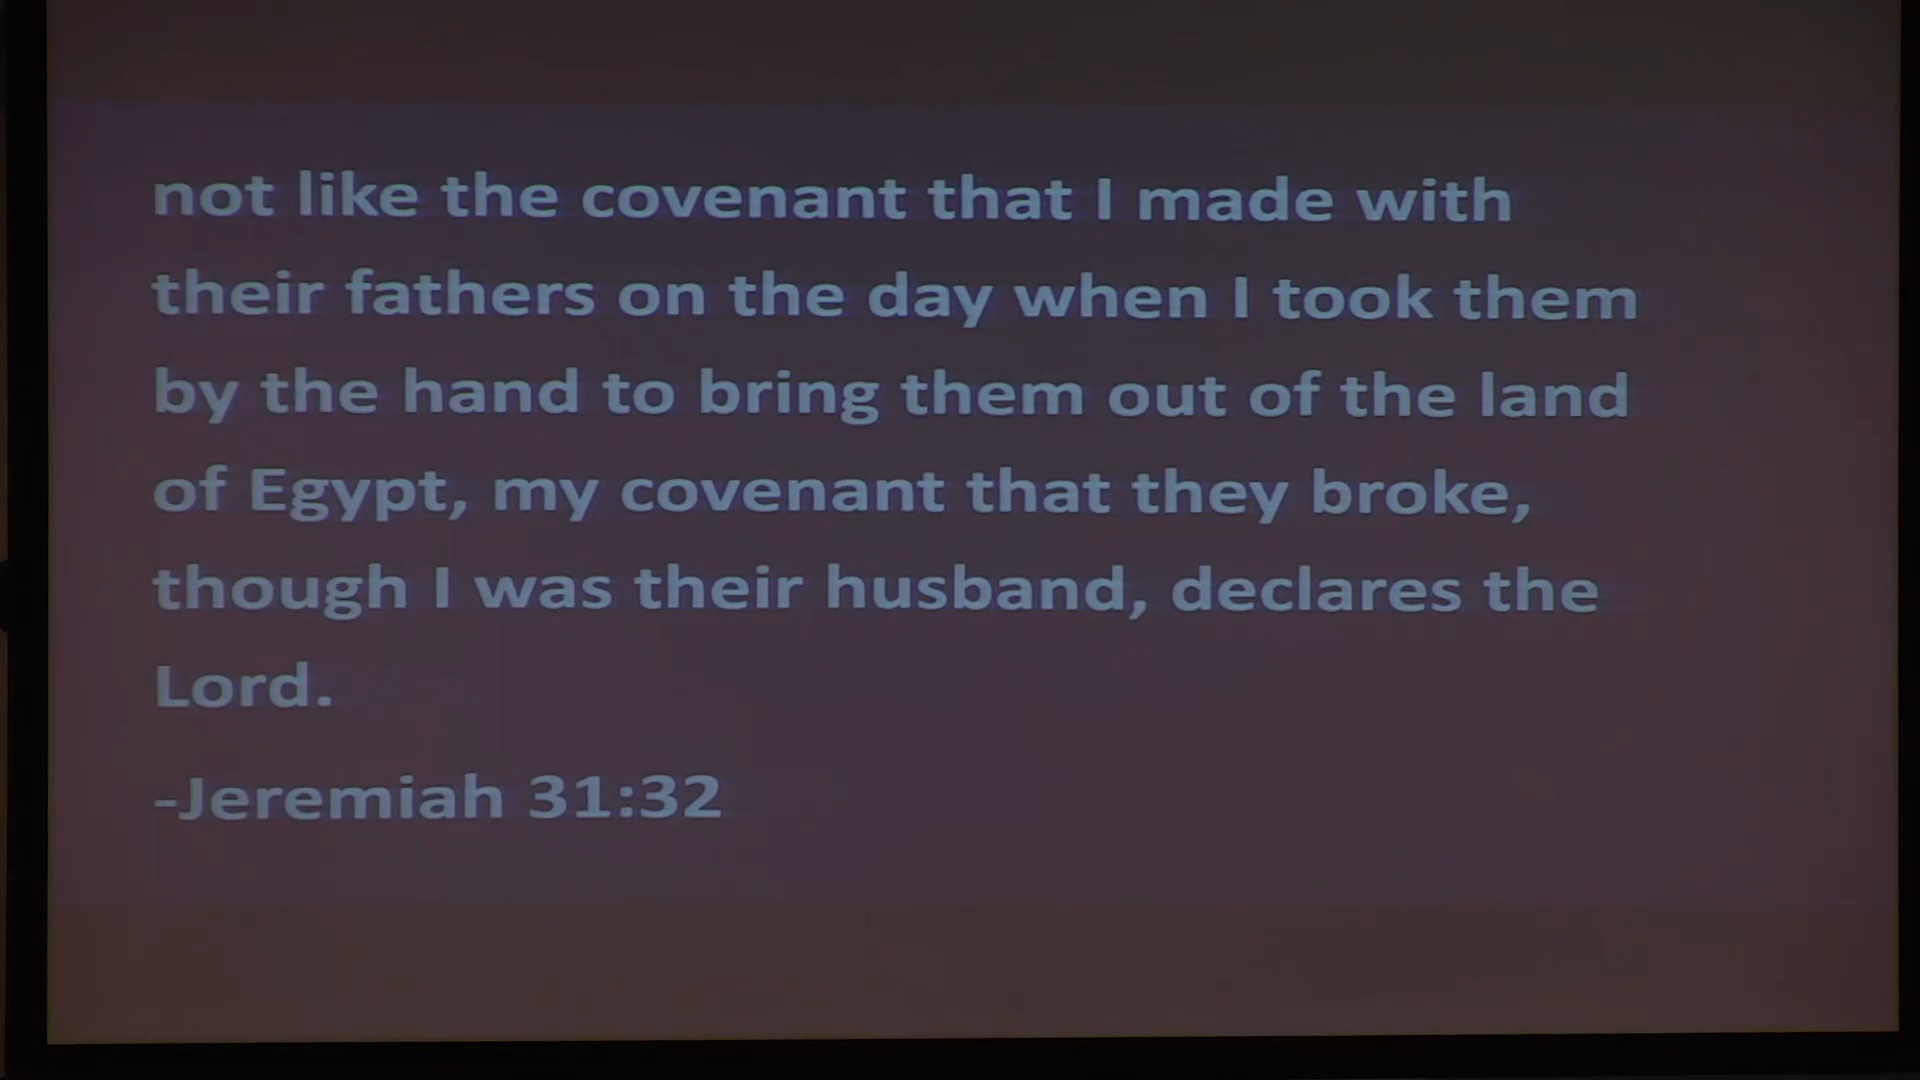 not like the covenant that I made with
their fathers on the day when I took them
by the hand to bring them out of the land
of Egypt, my covenant that they broke,
though I was their husband, declares the
Lord.
-Jeremiah 31:32